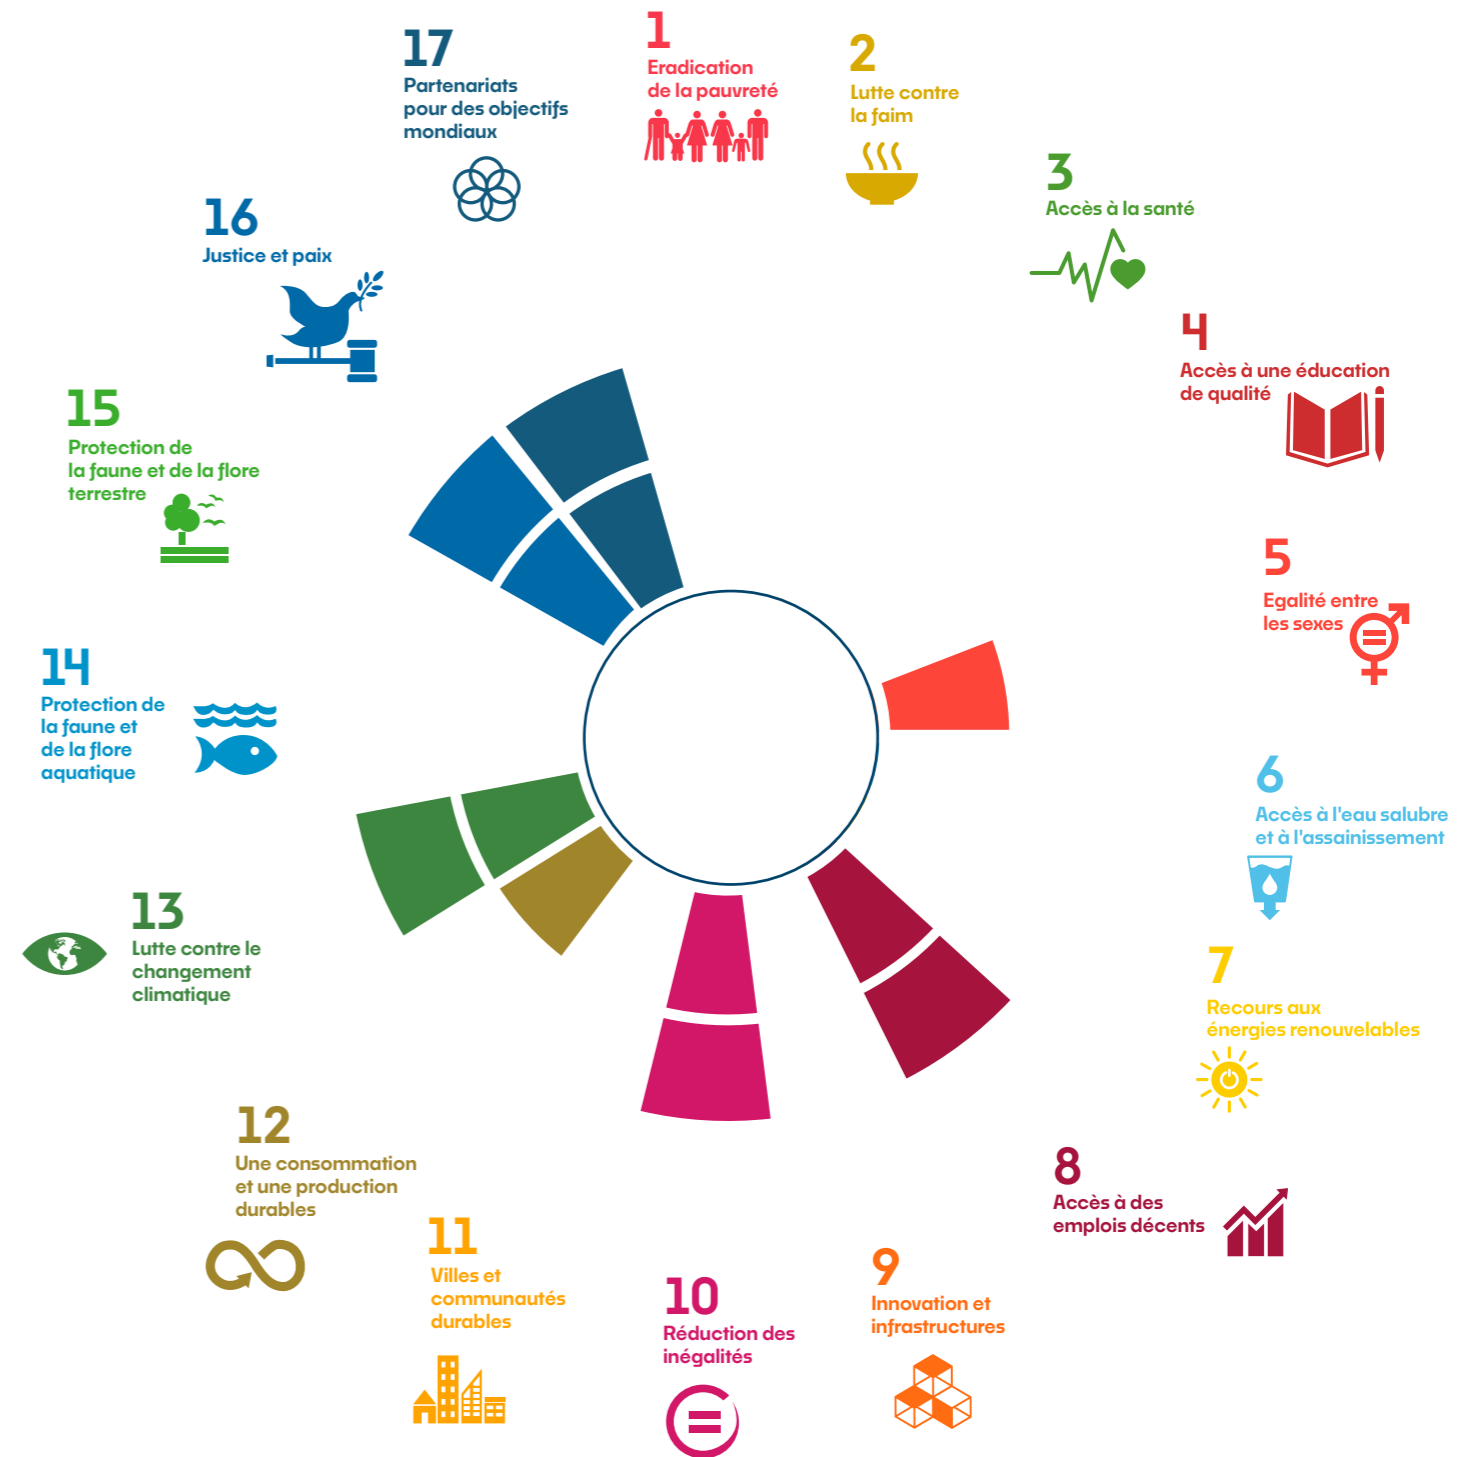 1
Eradication
de la pauvreté
2
Lutte contre
la faim
3
Accès à la santé
4
Accès à une éducation
de qualité
5
Egalité entre
les sexes
6
Accès à l'eau salubre
et à l'assainissement
7
Recours aux
énergies renouvelables
8
Accès à des
emplois décents
9
Innovation et
infrastructures
10
Réduction des
inégalités
11
Villes et
communautés
durables
12
Une consommation
et une production
durables
13
Lutte contre le
changement
climatique
14
Protection de
la faune et
de la flore
aquatique
15
Protection de
la faune et de la flore
terrestre
16
Justice et paix
17
Partenariats
pour des objectifs
mondiaux